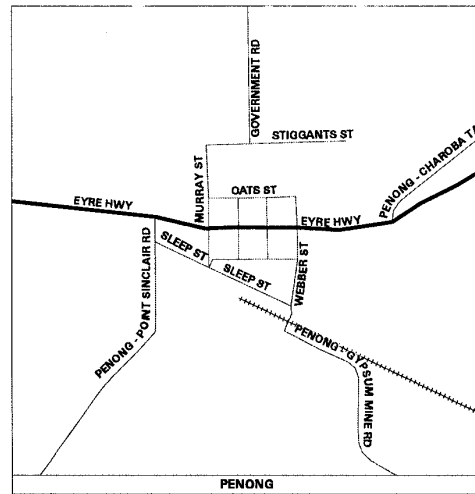 GOVERNMENT RD
STIGGANTS ST
MURRAY ST
OATS ST
PENONG - CHAROBA TA
EYRE HWY
EYRE HWY
SLEEP ST
SLEEP ST
WEBBER ST
PENONG - POINT SINCLAIR RD
PENONG - GYPSUM MINE RD
PENONG